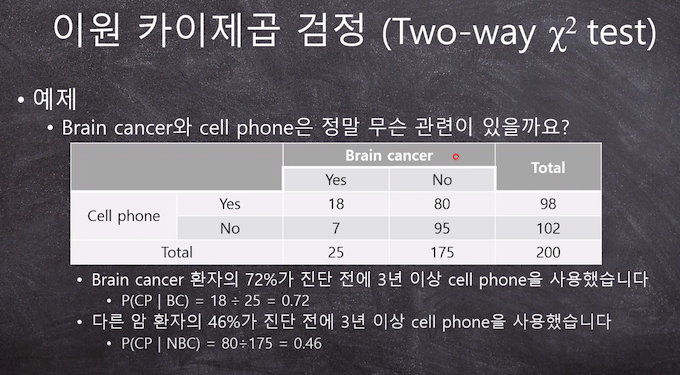 이원 카이제곱 검정 (Two-way χ² test)
• 예제
• Brain cancer와 cell phone은 정말 무슨 관련이 있을까요?
Brain cancer Total
Yes No
Cell phone Yes 18 80 98
No 7 95 102
Total 25 175 200
• Brain cancer 환자의 72%가 진단 전에 3년 이상 cell phone을 사용했습니다
• P(CP | BC) = 18 ÷ 25 = 0.72
• 다른 암 환자의 46%가 진단 전에 3년 이상 cell phone을 사용했습니다
• P(CP | NBC) = 80÷175 = 0.46